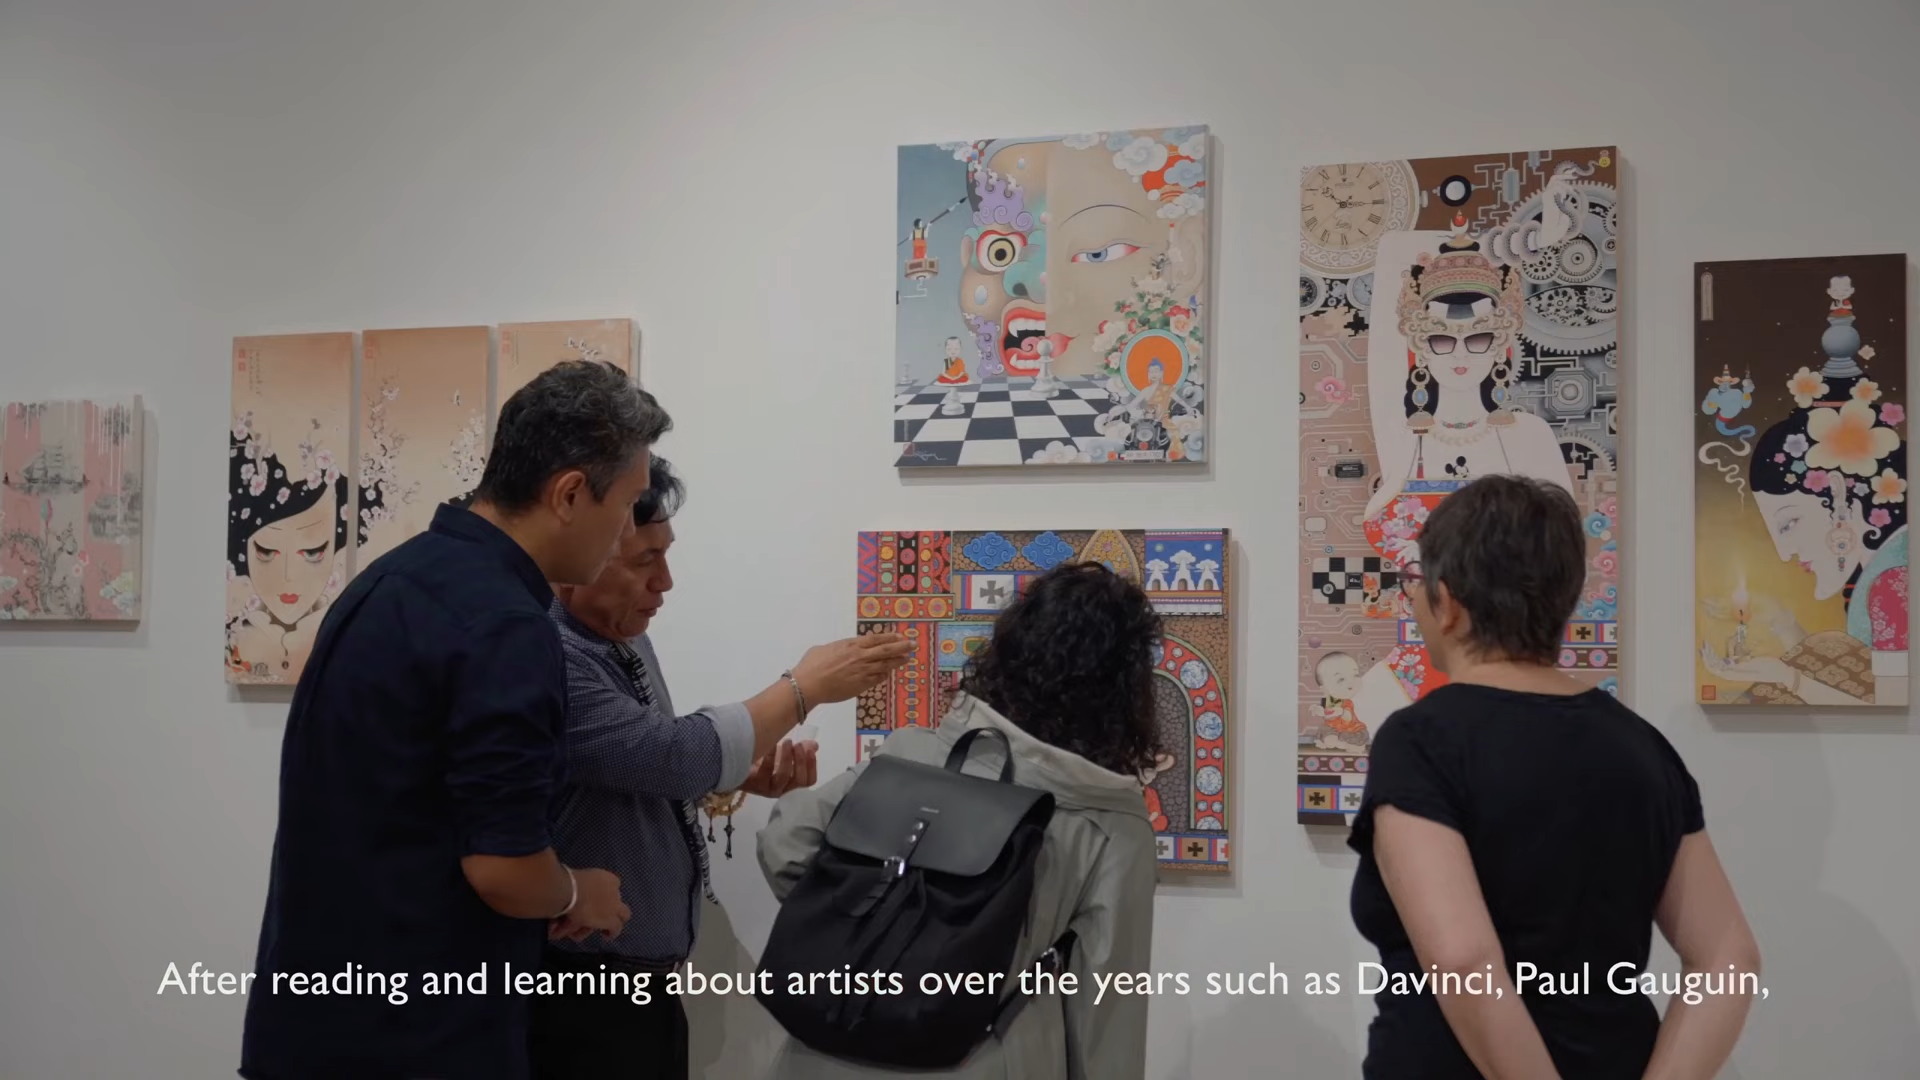 After reading and learning about artists over the years such as Davinci, Paul Gauguin,